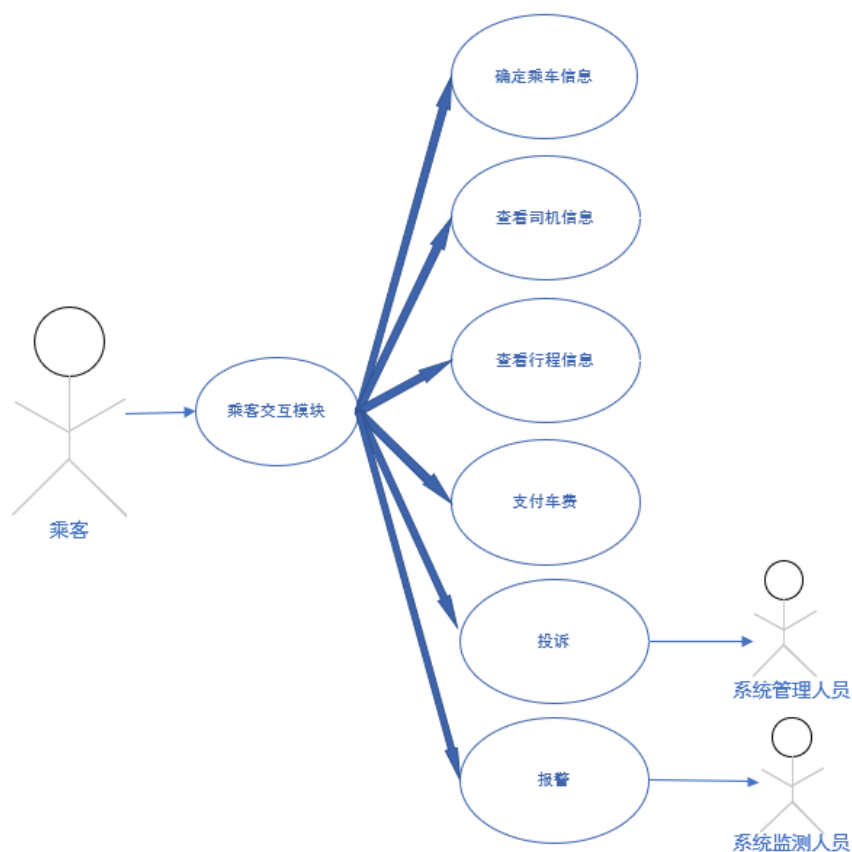 确定乘车信息
查看司机信息
查看行程信息
乘客交互模块
支付车费
乘客
投诉
系统管理人员
报警
系统监测人员